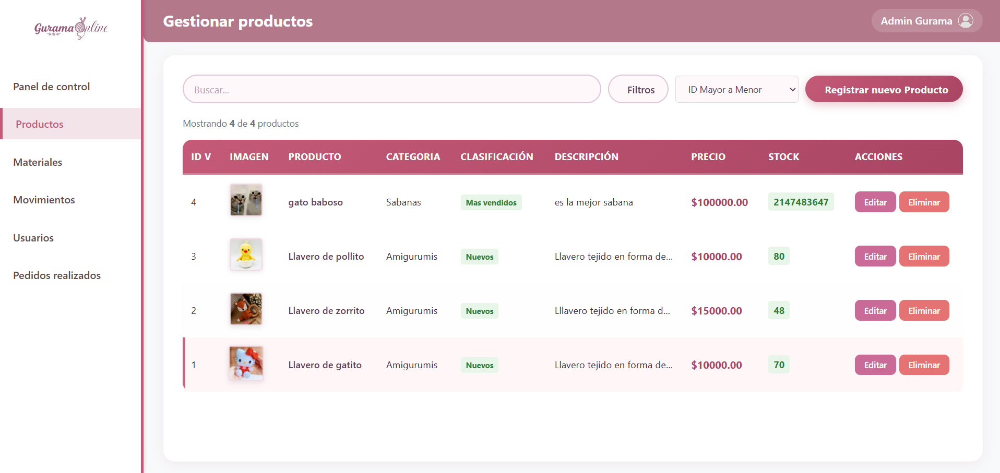 Gurama Online
Gestionar productos
Admin Gurama
Panel de control
Productos
Materiales
Movimientos
Usuarios
Pedidos realizados
Buscar...
Filtros
ID Mayor a Menor
Registrar nuevo Producto
Mostrando 4 de 4 productos
ID V IMAGEN PRODUCTO CATEGORIA CLASIFICACIÓN DESCRIPCIÓN PRECIO STOCK ACCIONES
4 gato baboso Sabanas Mas vendidos es la mejor sabana $100000.00 2147483647 Editar Eliminar
3 Llavero de pollito Amigurumis Nuevos Llavero tejido en forma de... $10000.00 80 Editar Eliminar
2 Llavero de zorrito Amigurumis Nuevos Lllavero tejido en forma d... $15000.00 48 Editar Eliminar
1 Llavero de gatito Amigurumis Nuevos Llavero tejido en forma de... $10000.00 70 Editar Eliminar